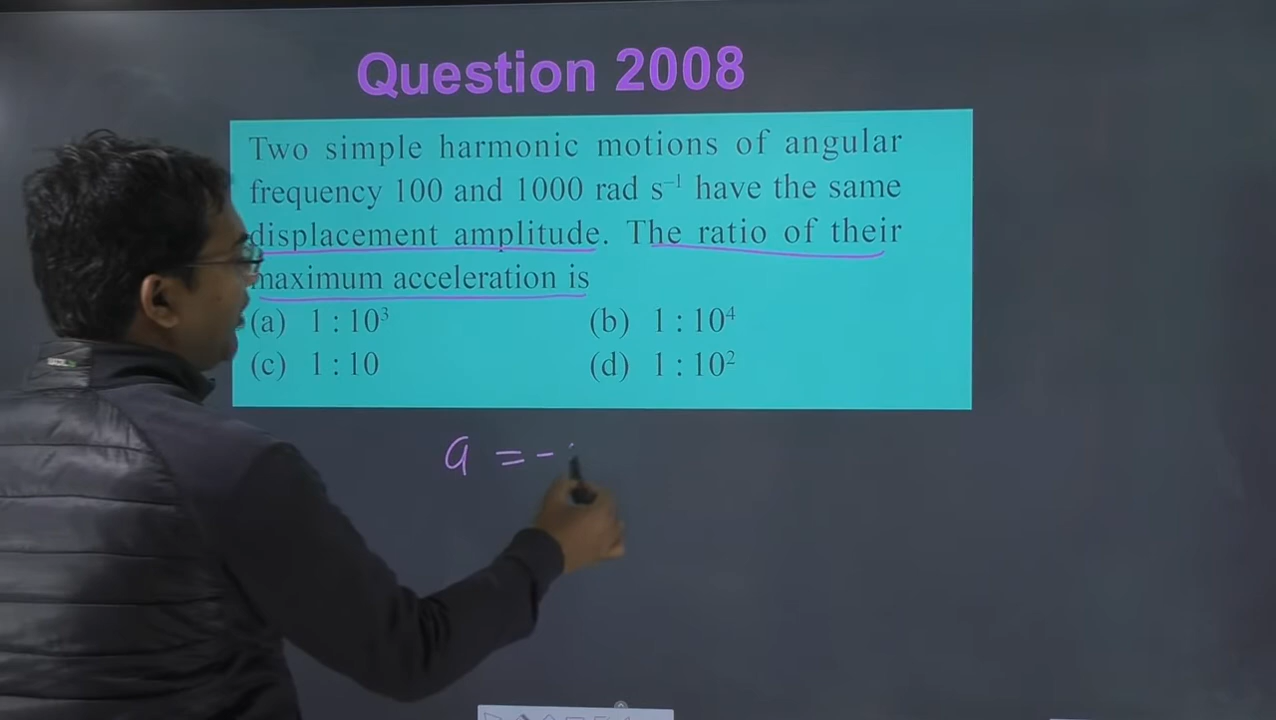 Question 2008
Two simple harmonic motions of angular
frequency 100 and 1000 rad s⁻¹ have the same
displacement amplitude. The ratio of their
maximum acceleration is
(a) 1 : 10³ (b) 1 : 10⁴
(c) 1 : 10 (d) 1 : 10²
a = -